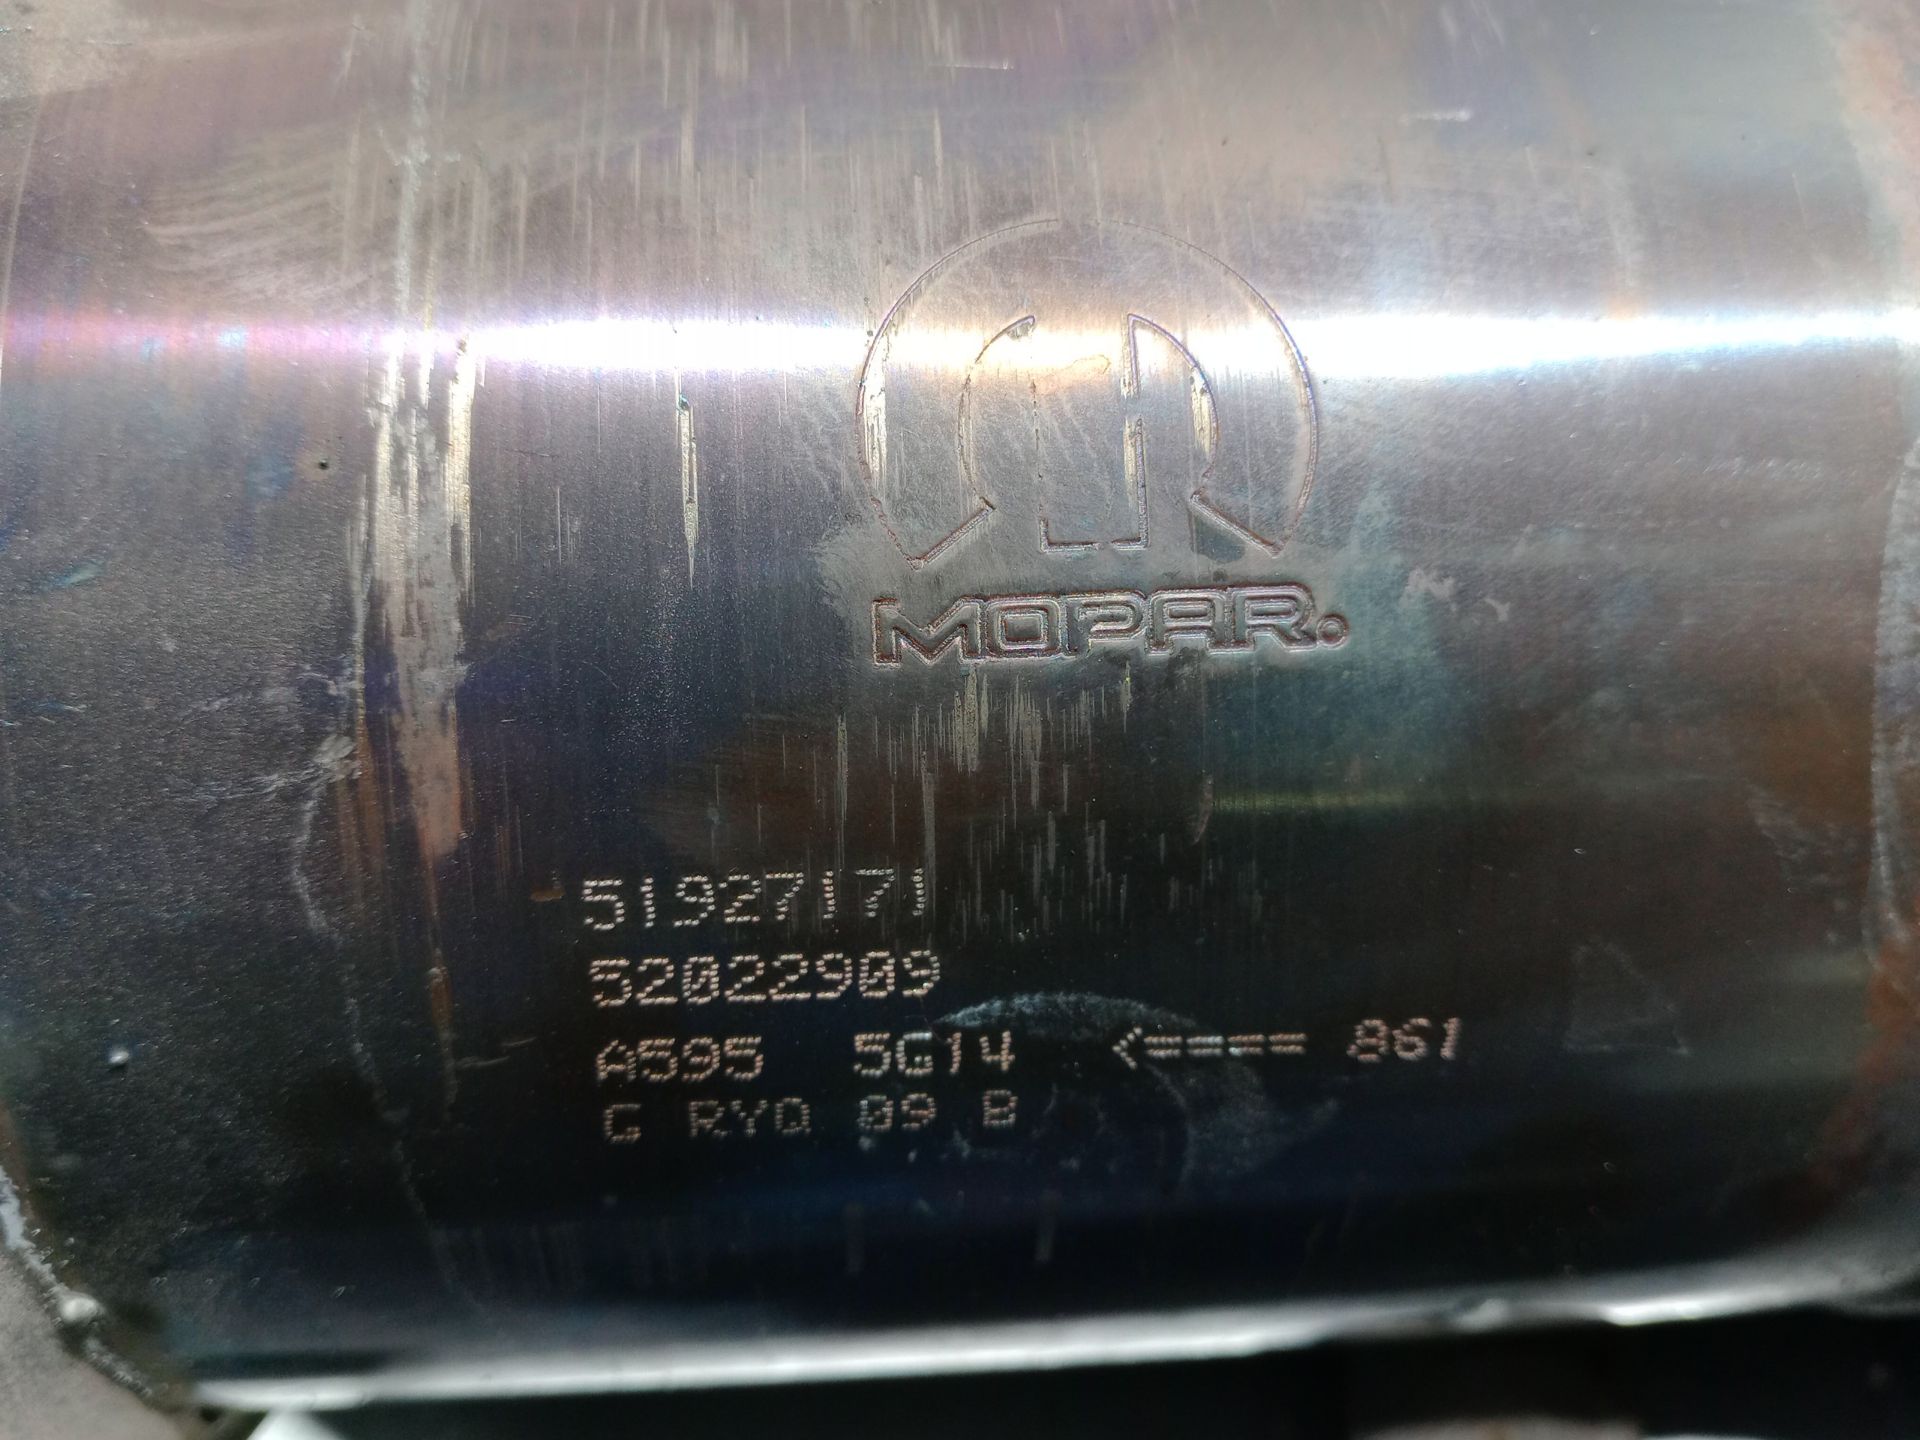 MOPAR.
51927171
52022909
A595 5G14 <==== 861
G RYQ 09 B